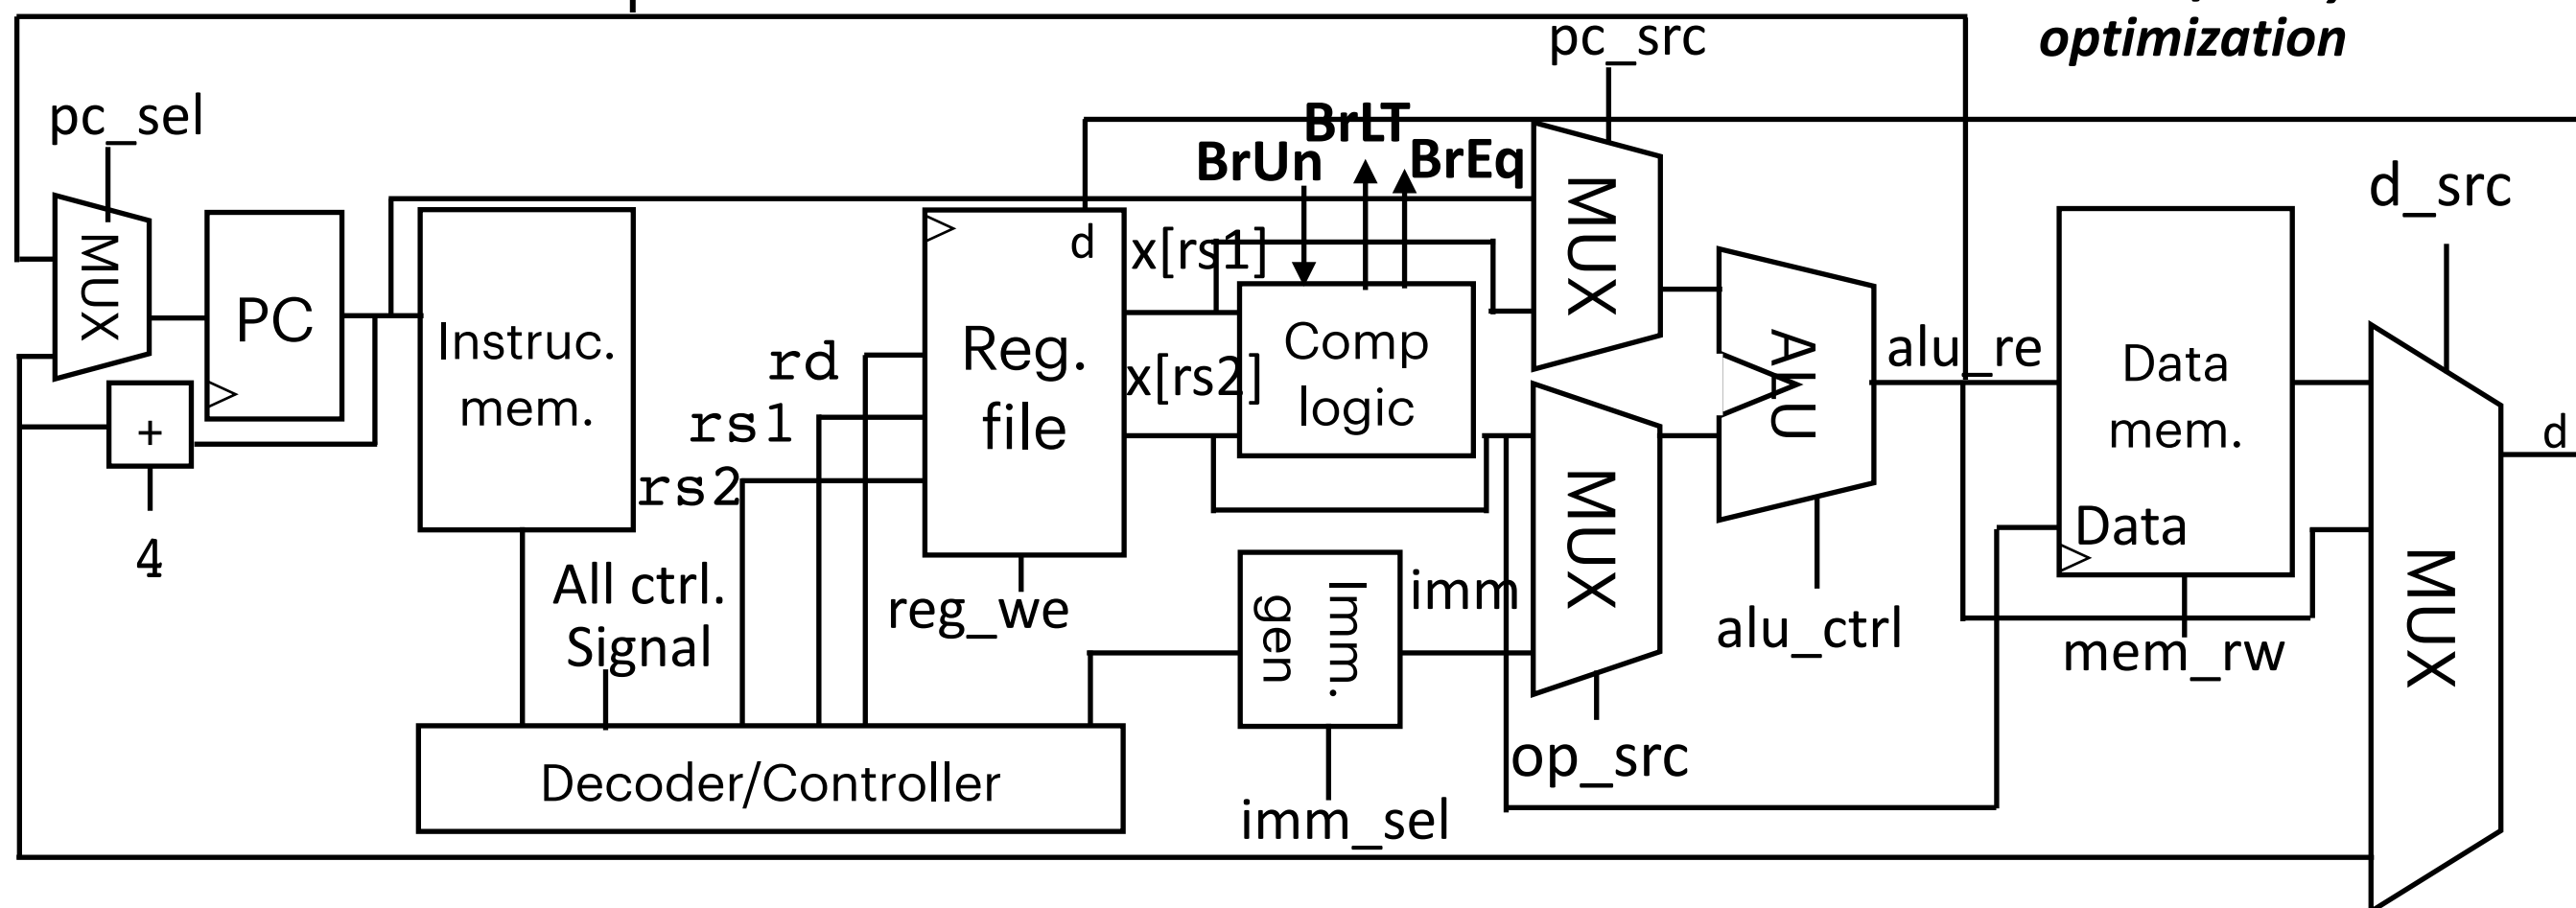 optimization
pc_src
pc_sel
BrLT
BrUn
BrEq
d_src
MUX
PC
Instruc.
mem.
d
x[rs1]
Reg.
file
x[rs2]
Comp
logic
MUX
ALU
alu_re
Data
mem.
Data
d
rd
rs1
rs2
+
4
All ctrl.
Signal
reg_we
Imm.
gen
imm
MUX
alu_ctrl
mem_rw
MUX
op_src
Decoder/Controller
imm_sel